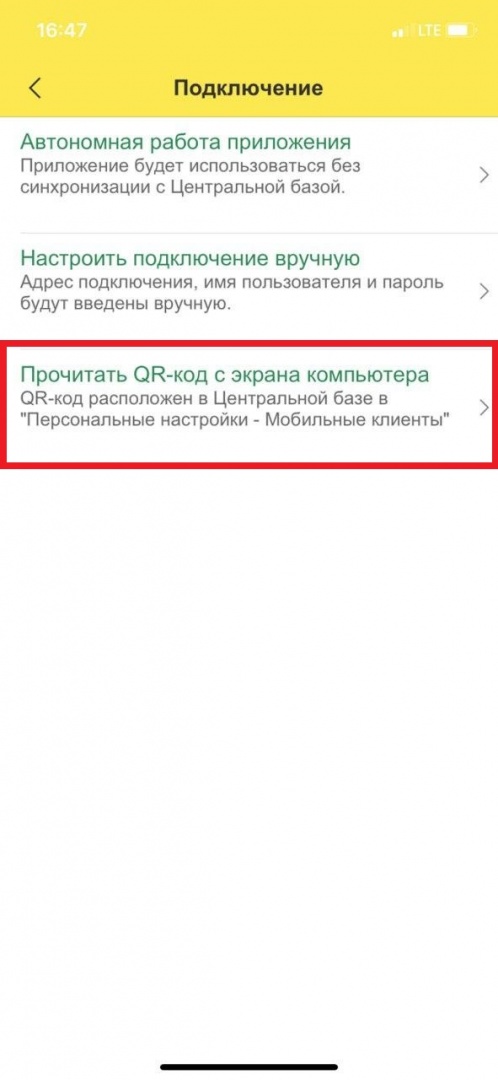 16:47
LTE
Подключение
Автономная работа приложения
Приложение будет использоваться без
синхронизации с Центральной базой.
Настроить подключение вручную
Адрес подключения, имя пользователя и пароль
будут введены вручную.
Прочитать QR-код с экрана компьютера
QR-код расположен в Центральной базе в
"Персональные настройки - Мобильные клиенты"